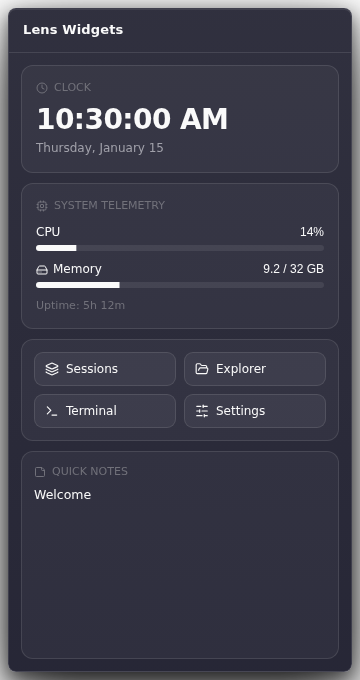 Lens Widgets
CLOCK
10:30:00 AM
Thursday, January 15
SYSTEM TELEMETRY
CPU 14%
Memory 9.2 / 32 GB
Uptime: 5h 12m
Sessions Explorer
Terminal Settings
QUICK NOTES
Welcome